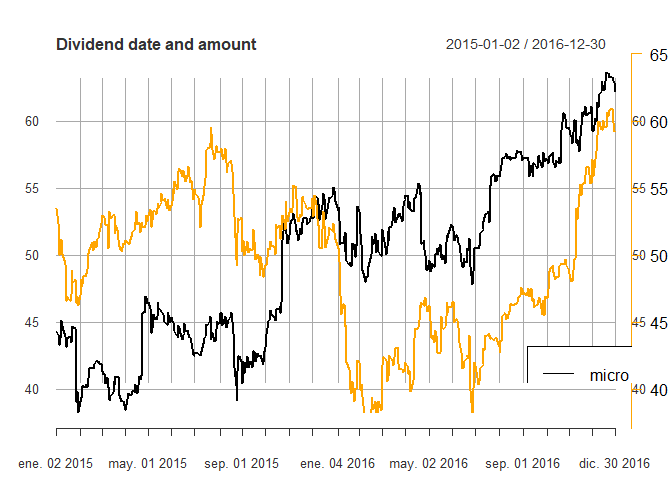 Dividend date and amount
2015-01-02 / 2016-12-30
65
60
60
60
55
55
55
50
50
50
45
45
45
40
40
40
micro
ene. 02 2015
may. 01 2015
sep. 01 2015
ene. 04 2016
may. 02 2016
sep. 01 2016
dic. 30 2016